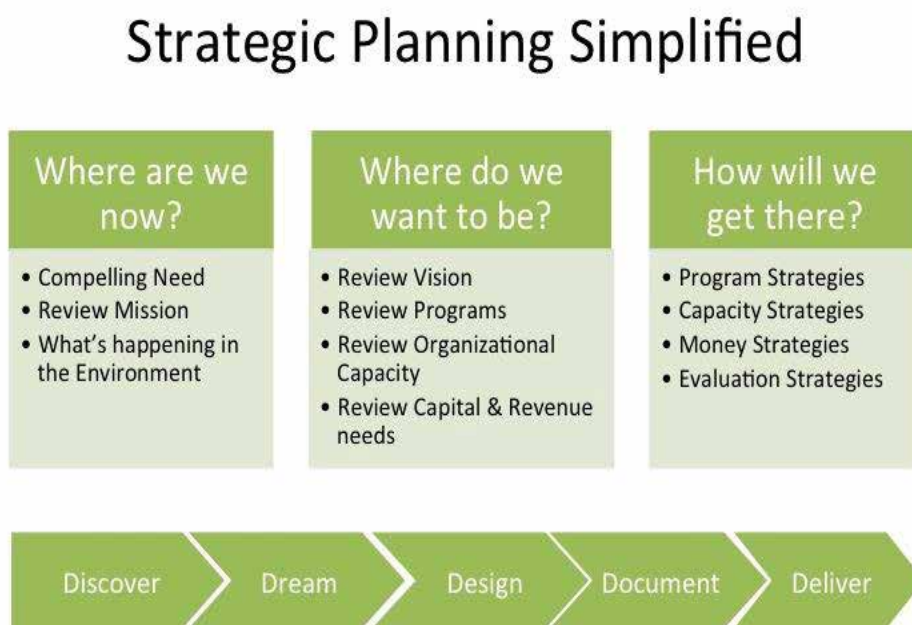 Strategic Planning Simplified
Where are we
now?
• Compelling Need
• Review Mission
• What's happening in
the Environment
Where do we
want to be?
• Review Vision
• Review Programs
• Review Organizational
Capacity
• Review Capital & Revenue
needs
How will we
get there?
• Program Strategies
• Capacity Strategies
• Money Strategies
• Evaluation Strategies
Discover
Dream
Design
Document
Deliver